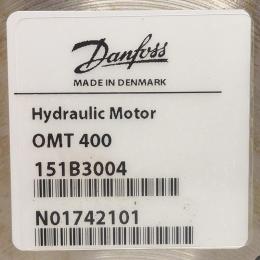 Danfoss
MADE IN DENMARK
Hydraulic Motor
OMT 400
151B3004
N01742101